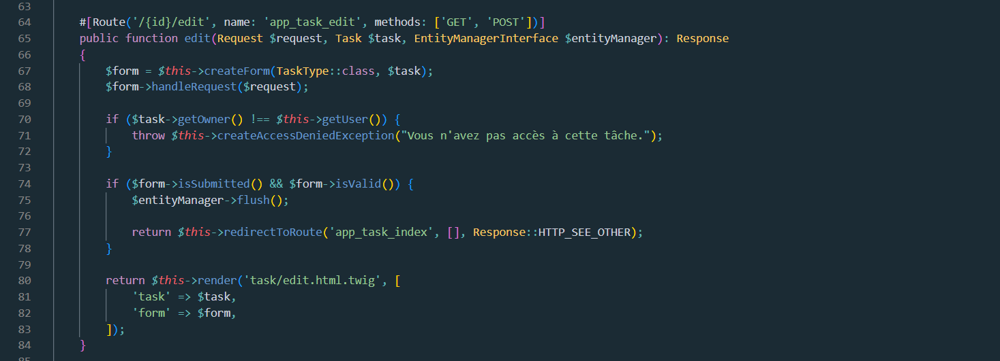 63
64 #[Route('/{id}/edit', name: 'app_task_edit', methods: ['GET', 'POST'])]
65 public function edit(Request $request, Task $task, EntityManagerInterface $entityManager): Response
66 {
67 $form = $this->createForm(TaskType::class, $task);
68 $form->handleRequest($request);
69
70 if ($task->getOwner() !== $this->getUser()) {
71 throw $this->createAccessDeniedException("Vous n'avez pas accès à cette tâche.");
72 }
73
74 if ($form->isSubmitted() && $form->isValid()) {
75 $entityManager->flush();
76
77 return $this->redirectToRoute('app_task_index', [], Response::HTTP_SEE_OTHER);
78 }
79
80 return $this->render('task/edit.html.twig', [
81 'task' => $task,
82 'form' => $form,
83 ]);
84 }
85